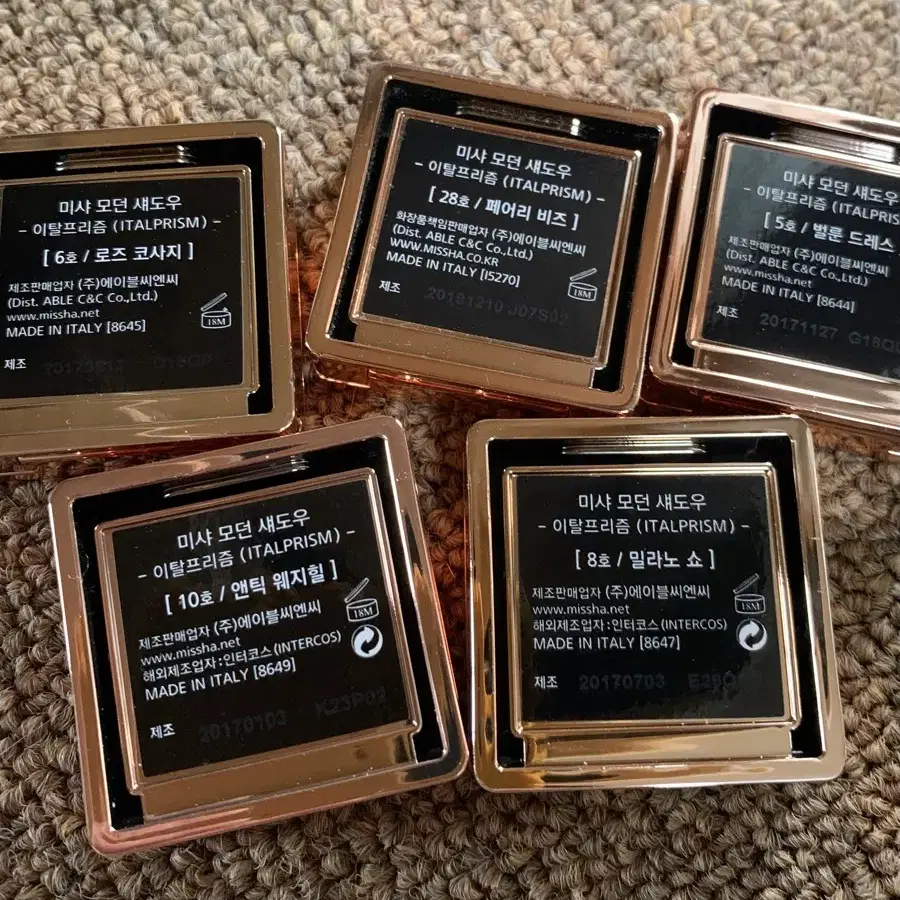 미샤 모던 섀도우
- 이탈프리즘 (ITALPRISM) -
[ 6호 / 로즈 코사지 ]
제조판매업자 (주)에이블씨엔씨
(Dist. ABLE C&C Co.,Ltd.)
www.missha.net
MADE IN ITALY [8645]
18M
제조
미샤 모던 섀도우
- 이탈프리즘 (ITALPRISM) -
[ 28호 / 페어리 비즈 ]
화장품책임판매업자 (주)에이블씨엔씨
(Dist. ABLE C&C Co.,Ltd.)
WWW.MISSHA.CO.KR
MADE IN ITALY [I5270]
18M
제조 20181210 J07S02
미샤 모던 섀도우
- 이탈프리즘 (ITALPRIS
[ 5호 / 벌룬 드레스
제조판매업자 (주)에이블씨엔씨
(Dist. ABLE C&C Co.,Ltd.)
www.missha.net
MADE IN ITALY [8644]
제조 20171127
미샤 모던 섀도우
- 이탈프리즘 (ITALPRISM) -
[ 10호 / 앤틱 웨지힐 ]
제조판매업자 (주)에이블씨엔씨
www.missha.net
해외제조업자 : 인터코스 (INTERCOS)
MADE IN ITALY [8649]
18M
제조 20170103 K23P02
미샤 모던 섀도우
- 이탈프리즘 (ITALPRISM) -
[ 8호 / 밀라노 쇼 ]
제조판매업자 (주)에이블씨엔씨
www.missha.net
해외제조업자 : 인터코스 (INTERCOS)
MADE IN ITALY [8647]
18M
제조 20170703